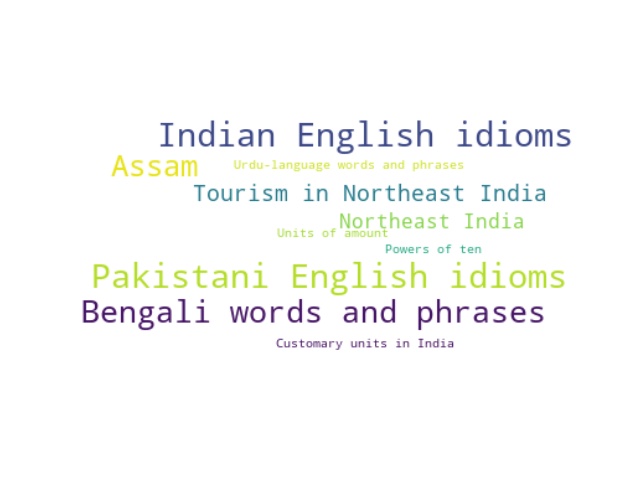 Indian English idioms
Assam
Urdu-language words and phrases
Tourism in Northeast India
Northeast India
Units of amount
Powers of ten
Pakistani English idioms
Bengali words and phrases
Customary units in India